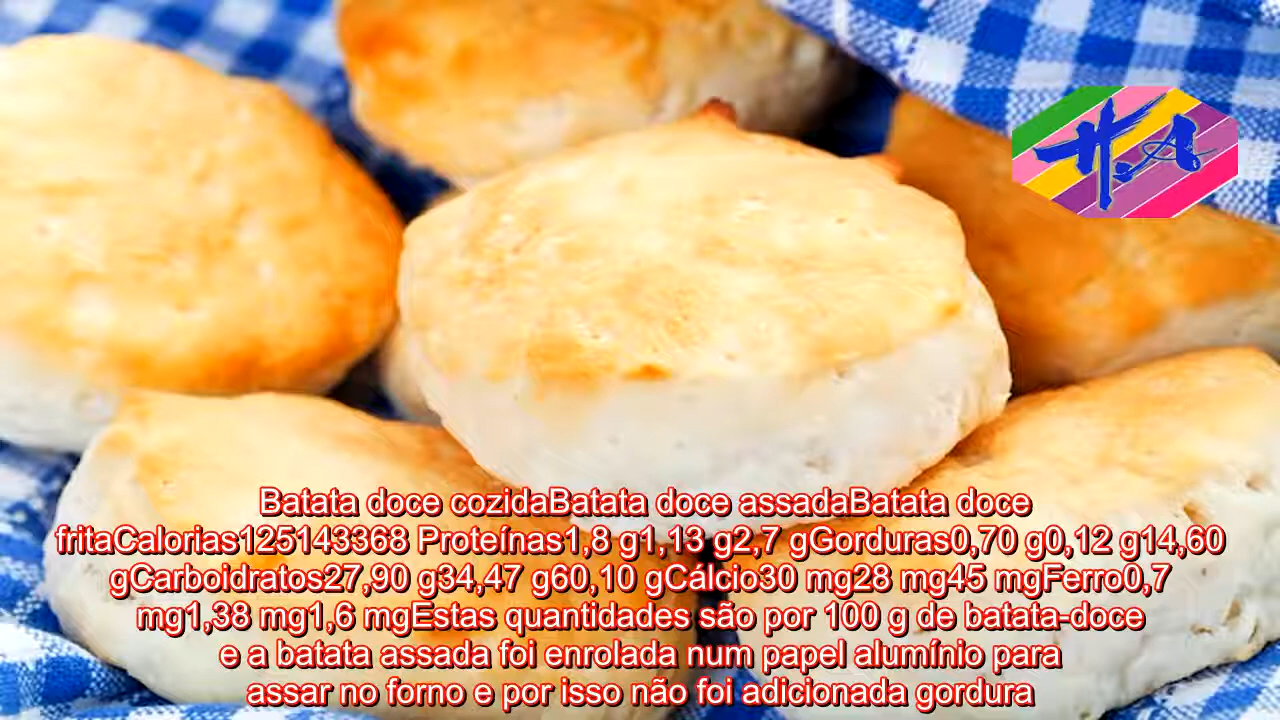 H.A
Batata doce cozidaBatata doce assadaBatata doce
fritaCalorias125143368 Proteínas1,8 g1,13 g2,7 gGorduras0,70 g0,12 g14,60
gCarboidratos27,90 g34,47 g60,10 gCálcio30 mg28 mg45 mgFerro0,7
mg1,38 mg1,6 mgEstas quantidades são por 100 g de batata-doce
e a batata assada foi enrolada num papel alumínio para
assar no forno e por isso não foi adicionada gordura